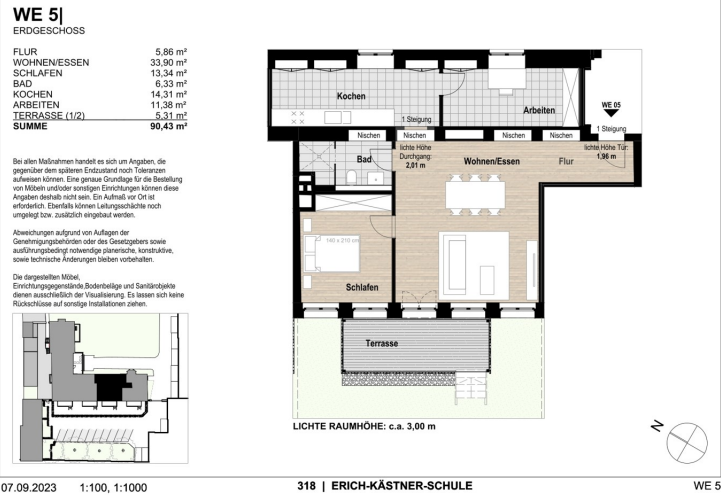 WE 5|
ERDGESCHOSS
FLUR 5,86 m²
WOHNEN/ESSEN 33,90 m²
SCHLAFEN 13,34 m²
BAD 6,33 m²
KOCHEN 14,31 m²
ARBEITEN 11,38 m²
TERRASSE (1/2) 5,31 m²
SUMME 90,43 m²
Bei allen Maßnahmen handelt es sich um Angaben, die
gegenüber dem späteren Endzustand noch Toleranzen
aufweisen können. Eine genaue Grundlage für die Bestellung
von Möbeln und/oder sonstigen Einrichtungen können diese
Angaben deshalb nicht sein. Ein Aufmaß vor Ort ist
erforderlich. Ebenfalls können Leitungsschächte noch
umgelegt bzw. zusätzlich eingebaut werden.
Abweichungen aufgrund von Auflagen der
Genehmigungsbehörden oder des Gesetzgebers sowie
ausführungsbedingt notwendige planerische, konstruktive,
sowie technische Änderungen bleiben vorbehalten.
Die dargestellten Möbel,
Einrichtungsgegenstände,Bodenbeläge und Sanitärobjekte
dienen ausschließlich der Visualisierung. Es lassen sich keine
Rückschlüsse auf sonstige Installationen ziehen.
Kochen
Arbeiten
WE 05
1 Steigung
1 Steigung
Nischen
Nischen
Nischen
Nischen
lichte Höhe
Durchgang:
2,01 m
lichte Höhe Tür:
1,96 m
Bad
Wohnen/Essen
Flur
140 x 210 cm
Schlafen
Terrasse
LICHTE RAUMHÖHE: c.a. 3,00 m
N
07.09.2023 1:100, 1:1000
318 | ERICH-KÄSTNER-SCHULE
WE 5